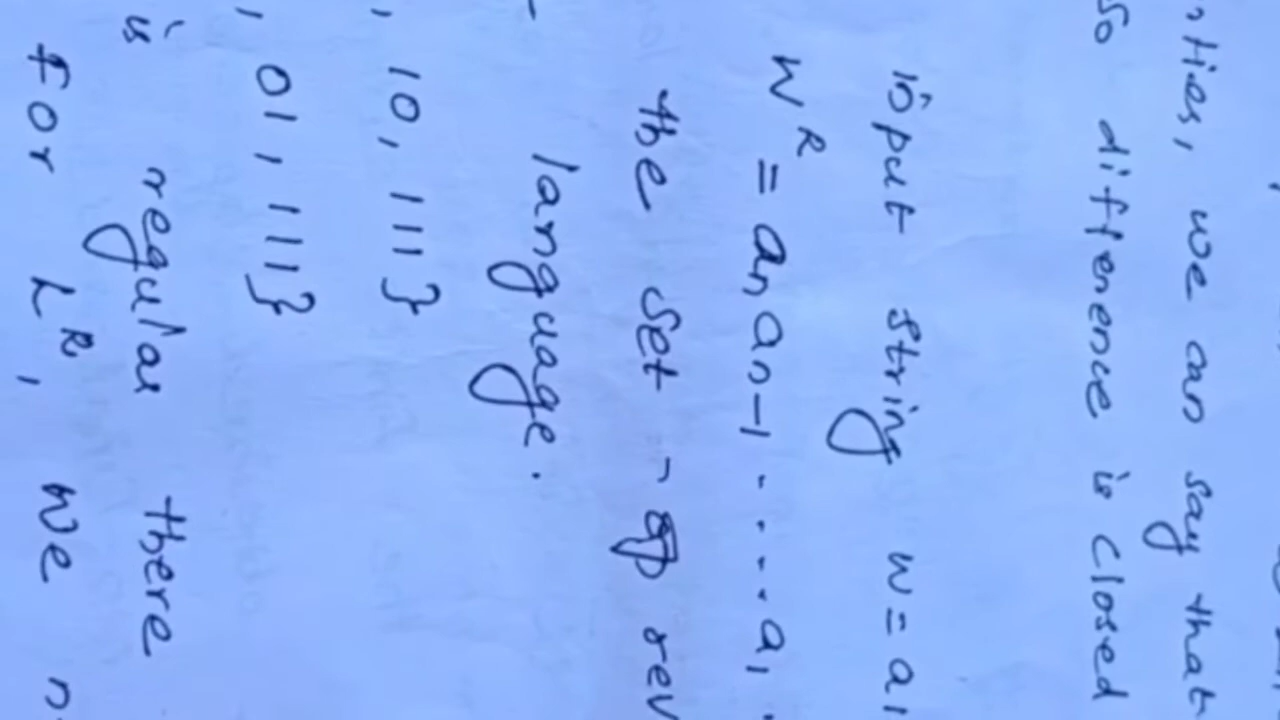 we can say that
so difference is closed
input string w = a1
W^R = an an-1 ..... a1.
the set of rev
language.
, 10, 111}
, 01, 111}
is regular there
For L^R, we